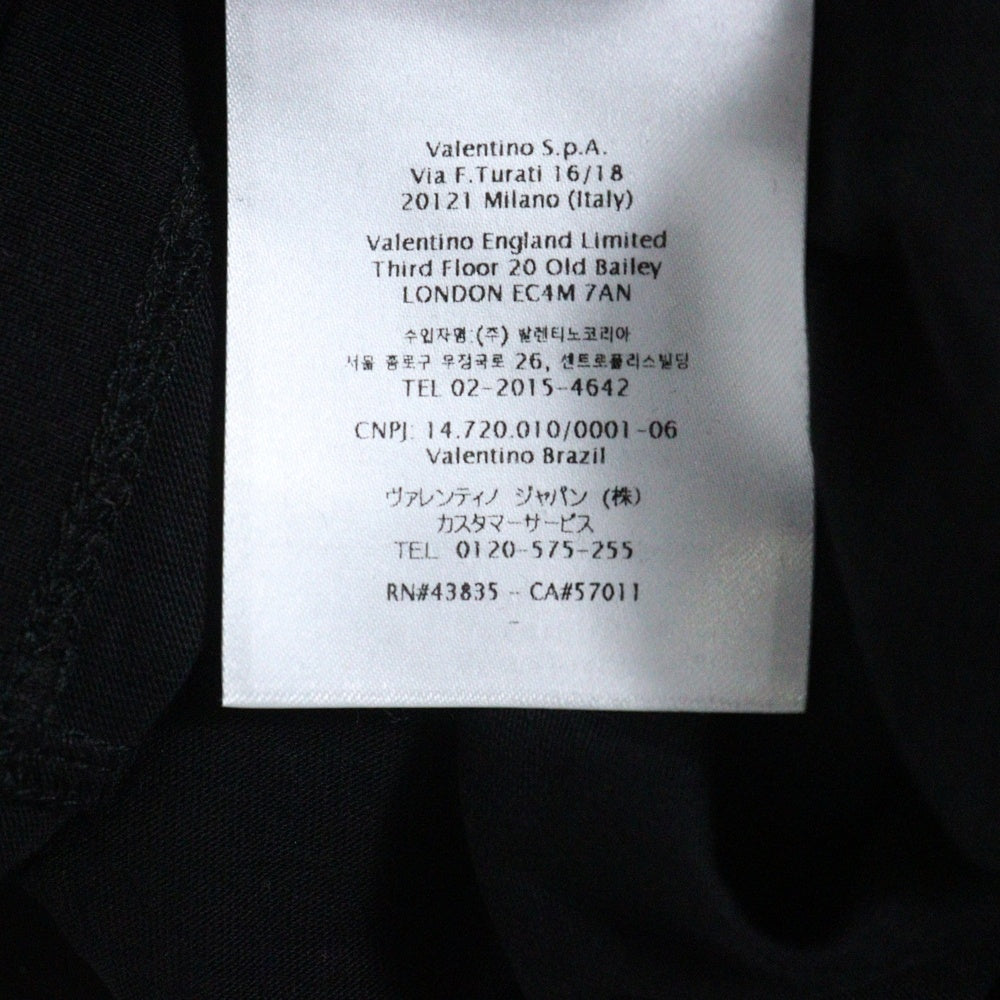 Valentino S.p.A.
Via F.Turati 16/18
20121 Milano (Italy)
Valentino England Limited
Third Floor 20 Old Bailey
LONDON EC4M 7AN
수입자명:(주) 발렌티노코리아
서울 종로구 우정국로 26, 센트로폴리스빌딩
TEL 02-2015-4642
CNPJ: 14.720.010/0001-06
Valentino Brazil
ヴァレンティノ ジャパン (株)
カスタマーサービス
TEL 0120-575-255
RN#43835 - CA#57011